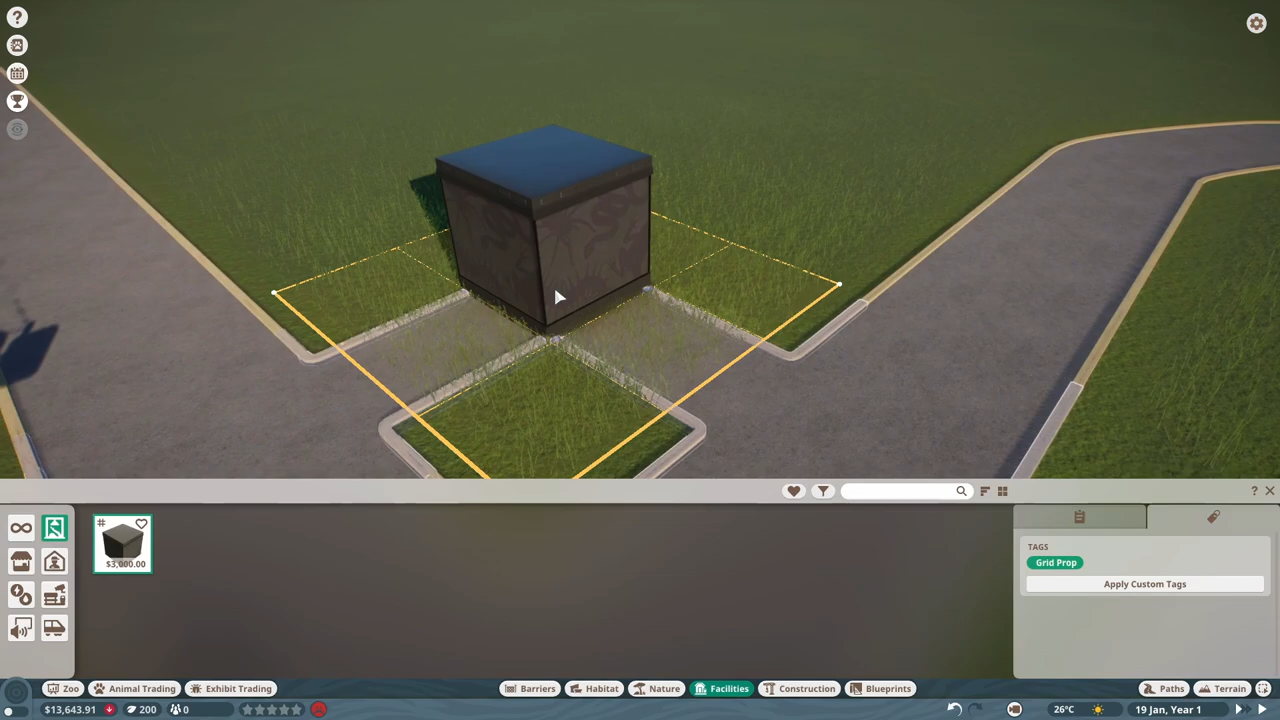 ?
#
$3,000.00
?
TAGS
Grid Prop
Apply Custom Tags
Zoo
Animal Trading
Exhibit Trading
Barriers
Habitat
Nature
Facilities
Construction
Blueprints
Paths
Terrain
$13,643.91
200
0
26°C
19 Jan, Year 1